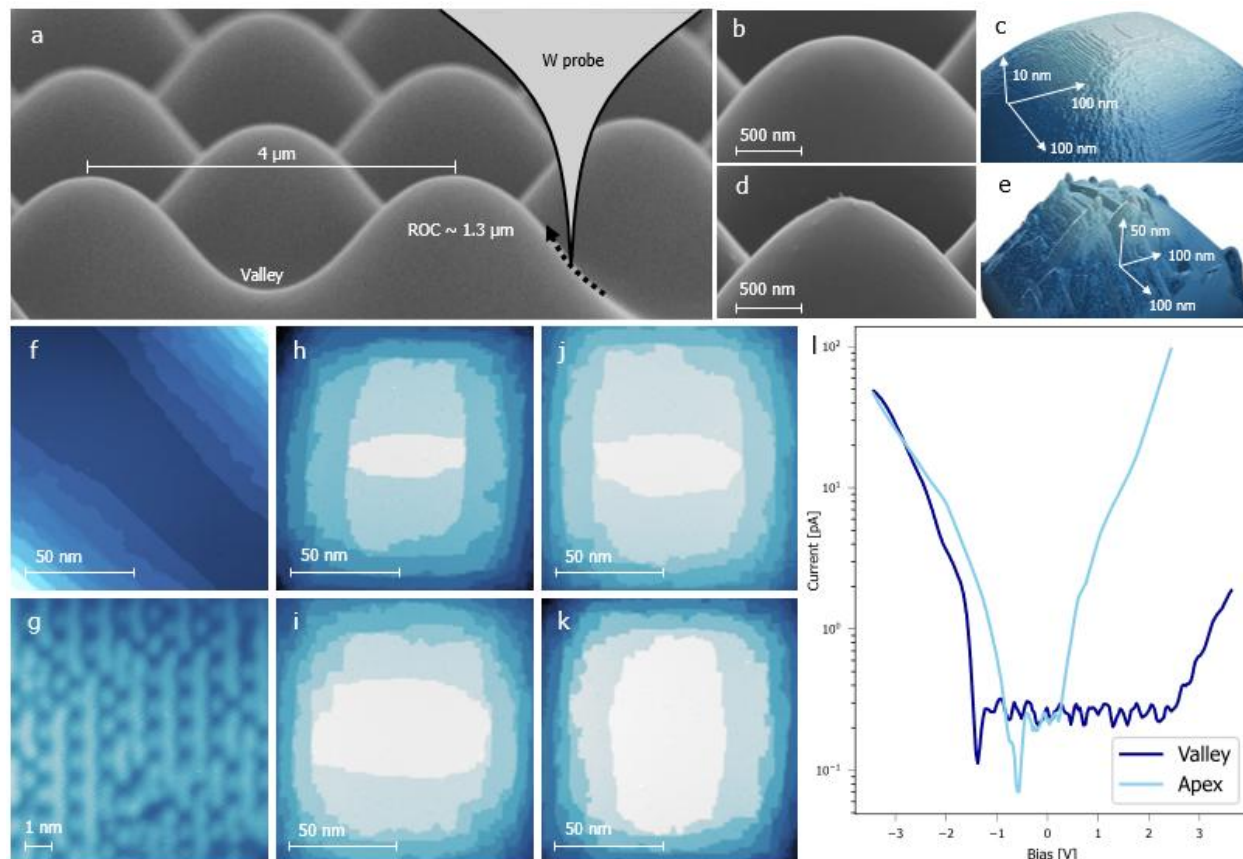 a
W probe
4 µm
ROC ~ 1.3 µm
Valley
b
500 nm
c
10 nm
100 nm
100 nm
d
500 nm
e
50 nm
100 nm
100 nm
f
50 nm
h
50 nm
j
50 nm
g
1 nm
i
50 nm
k
50 nm
l
10²
10¹
10⁰
10⁻¹
Current [pA]
-3 -2 -1 0 1 2 3
Bias [V]
Valley
Apex